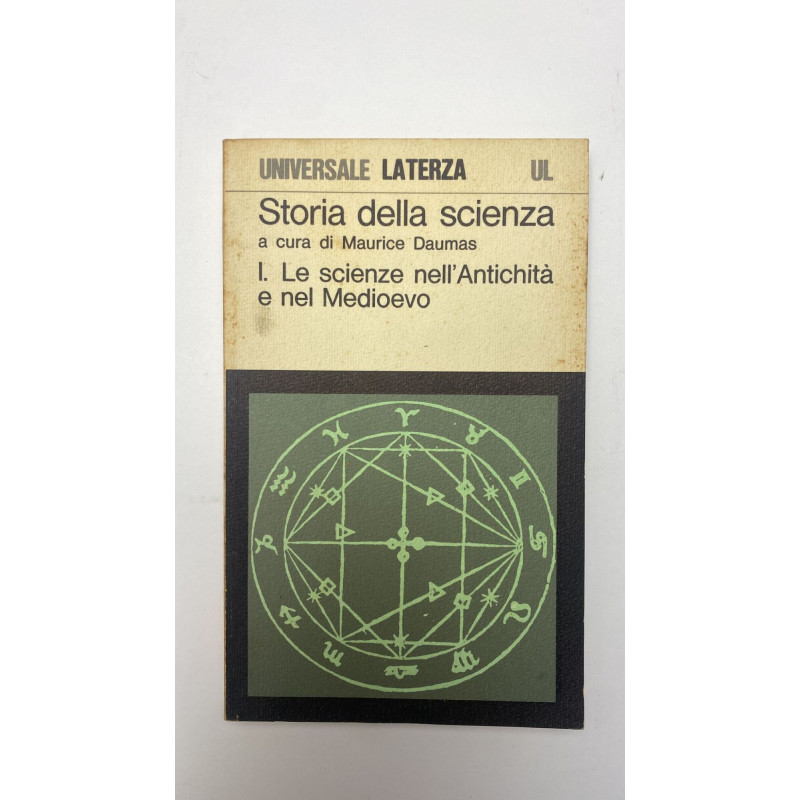 UNIVERSALE LATERZA UL
Storia della scienza
a cura di Maurice Daumas
I. Le scienze nell'Antichità
e nel Medioevo